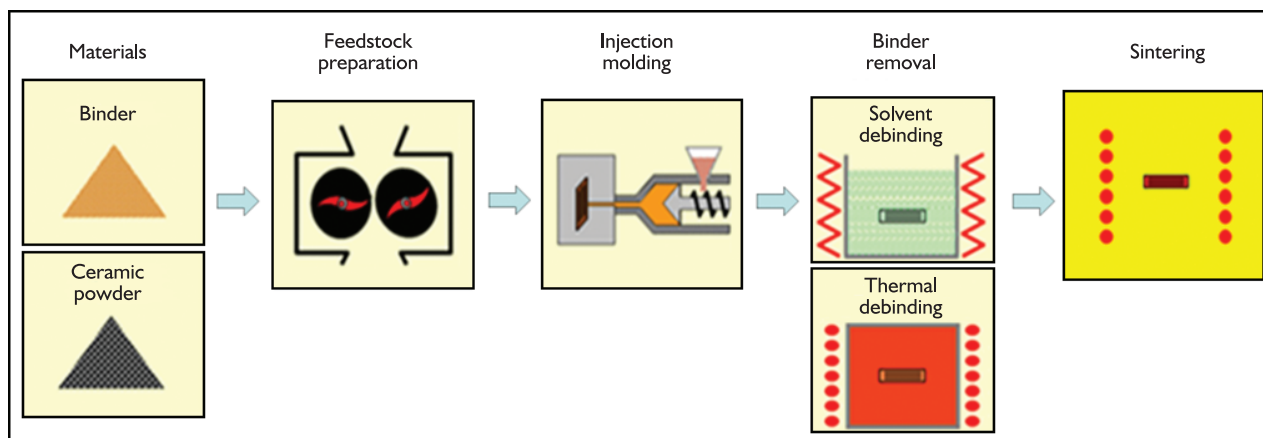 Materials
Binder
Ceramic
powder
Feedstock
preparation
Injection
molding
Binder
removal
Solvent
debinding
Thermal
debinding
Sintering